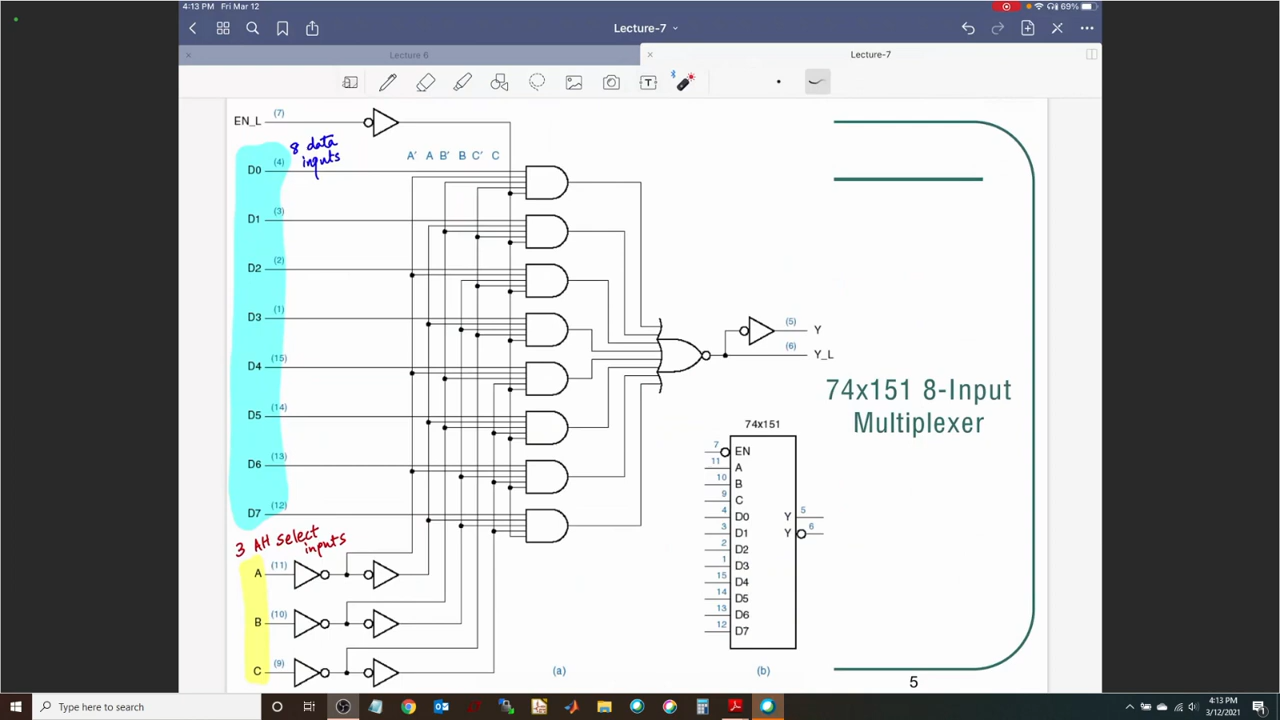 4:13 PM Fri Mar 12
69%
Lecture-7
Lecture 6
Lecture-7
T
EN_L (7)
8 data
inputs
A' A B' B C' C
D0 (4)
D1 (3)
D2 (2)
D3 (1)
D4 (15)
D5 (14)
D6 (13)
D7 (12)
3 AH select
inputs
A (11)
B (10)
C (9)
(5) Y
(6) Y_L
74x151 8-Input
Multiplexer
74x151
7 EN
11 A
10 B
9 C
4 D0 Y 5
3 D1 Y 6
2 D2
1 D3
15 D4
14 D5
13 D6
12 D7
(a)
(b)
5
Type here to search
4:13 PM
3/12/2021